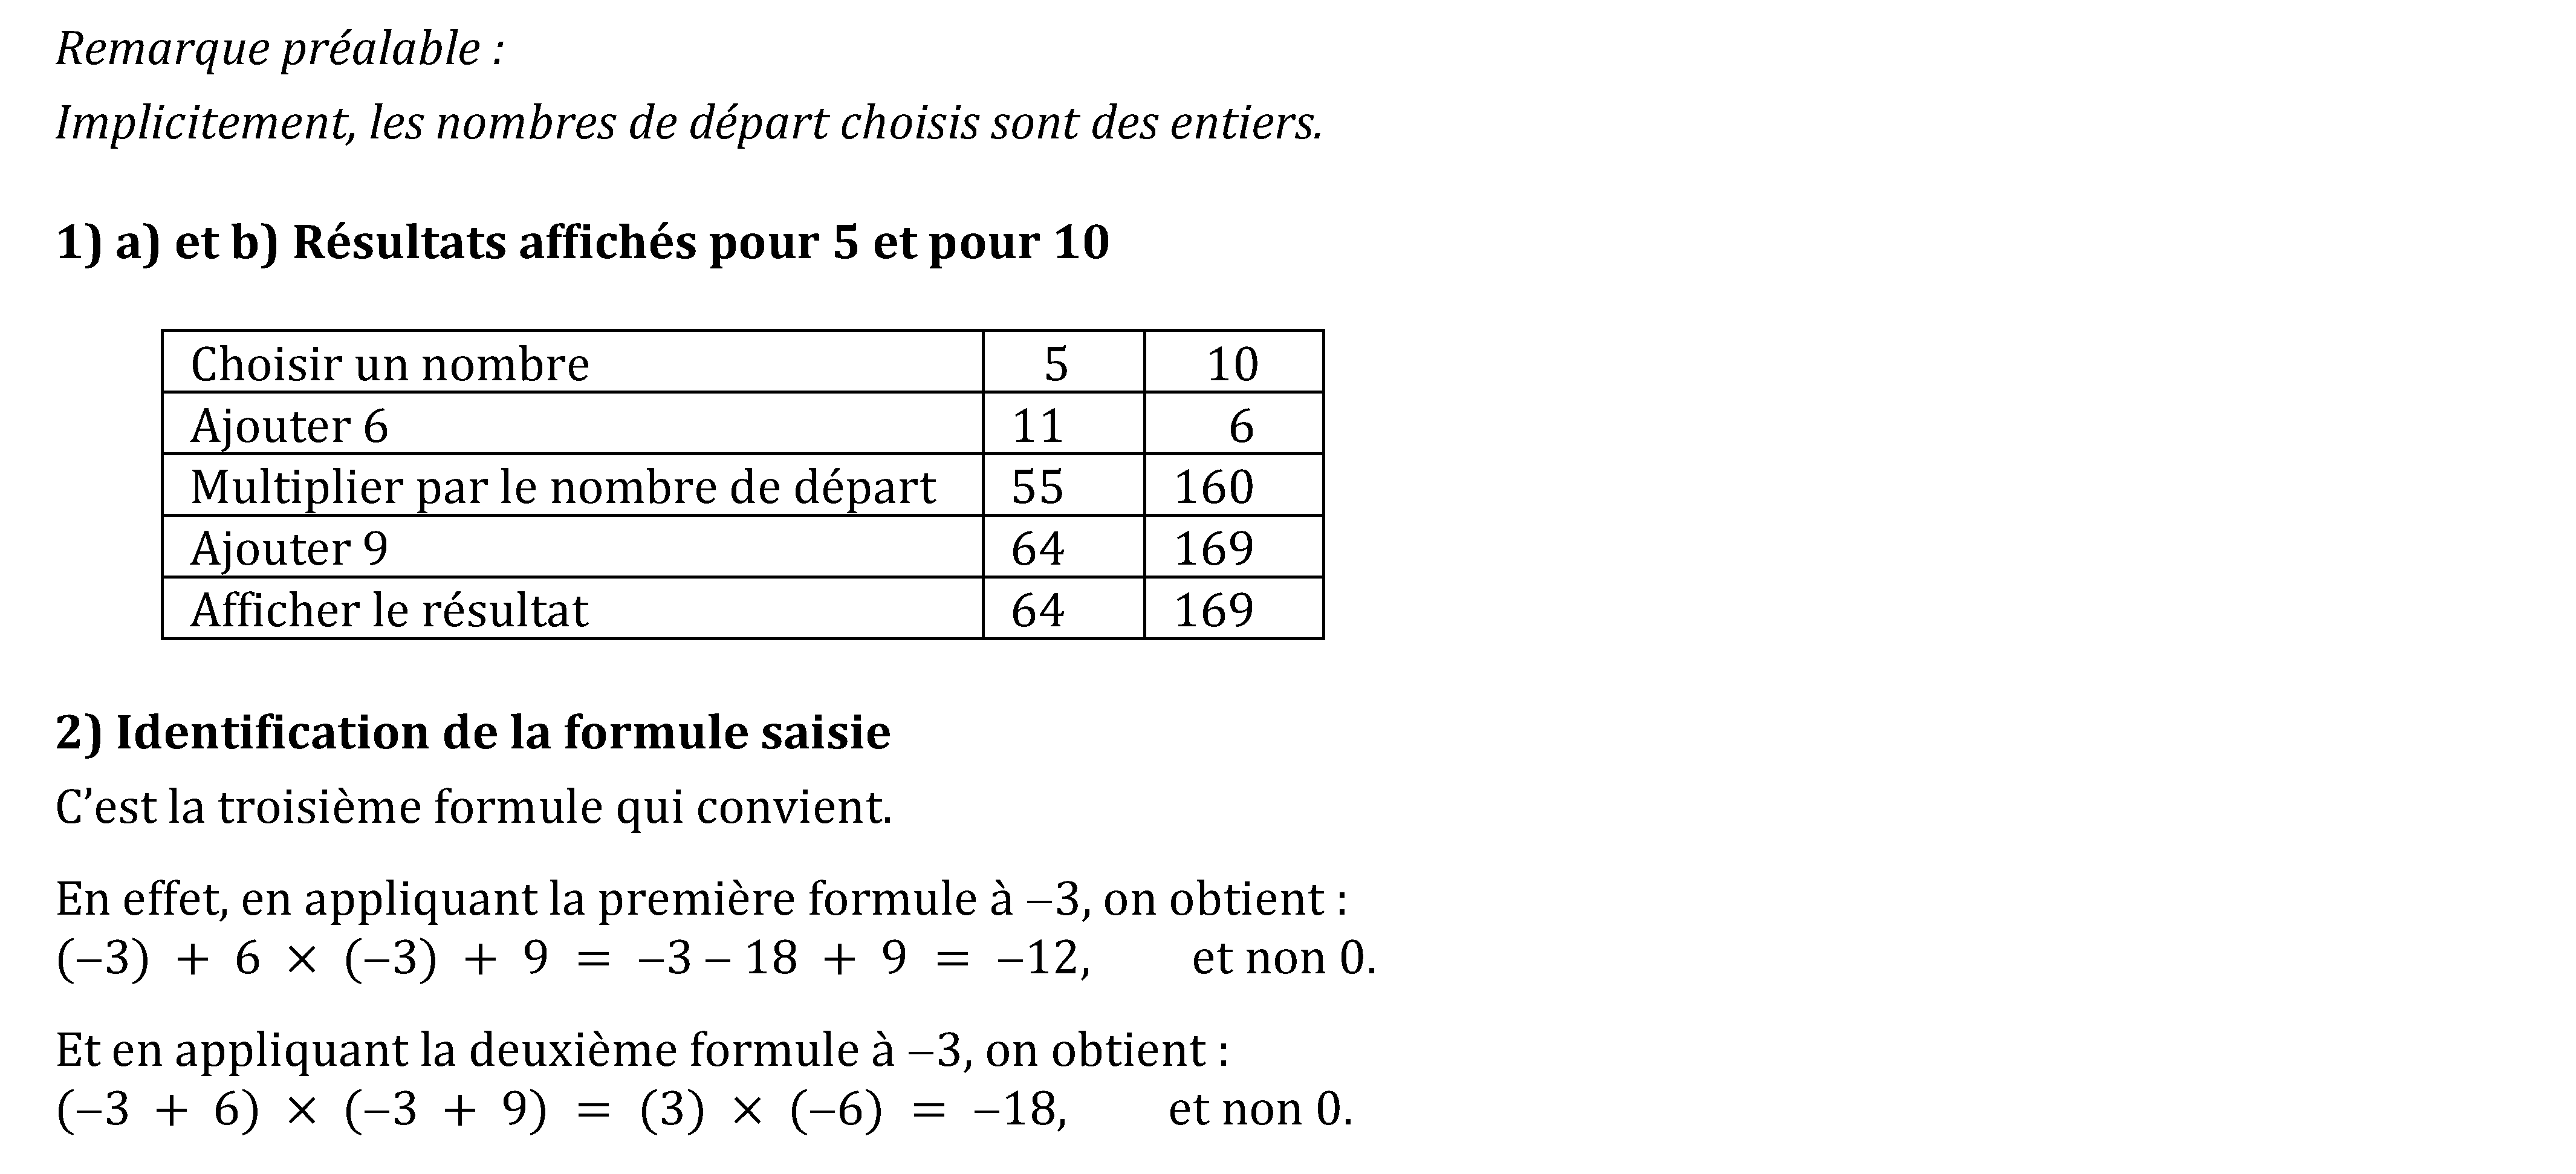 Remarque préalable :
Implicitement, les nombres de départ choisis sont des entiers.
1) a) et b) Résultats affichés pour 5 et pour 10
Choisir un nombre 5 10
Ajouter 6 11 6
Multiplier par le nombre de départ 55 160
Ajouter 9 64 169
Afficher le résultat 64 169
2) Identification de la formule saisie
C’est la troisième formule qui convient.
En effet, en appliquant la première formule à –3, on obtient :
(–3) + 6 × (–3) + 9 = –3 – 18 + 9 = –12, et non 0.
Et en appliquant la deuxième formule à –3, on obtient :
(–3 + 6) × (–3 + 9) = (3) × (–6) = –18, et non 0.